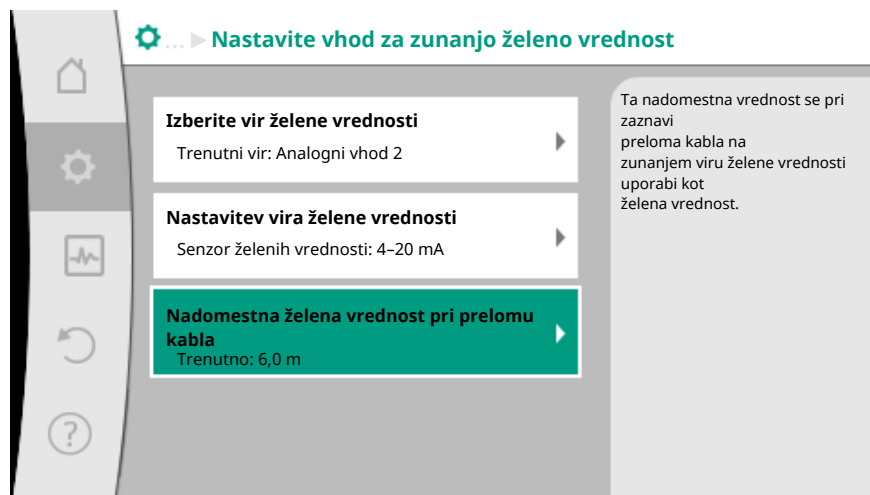 ... ► Nastavite vhod za zunanjo želeno vrednost
Izberite vir želene vrednosti
Trenutni vir: Analogni vhod 2
Nastavitev vira želene vrednosti
Senzor želenih vrednosti: 4–20 mA
Nadomestna želena vrednost pri prelomu
kabla
Trenutno: 6,0 m
Ta nadomestna vrednost se pri
zaznavi
preloma kabla na
zunanjem viru želene vrednosti
uporabi kot
želena vrednost.
?